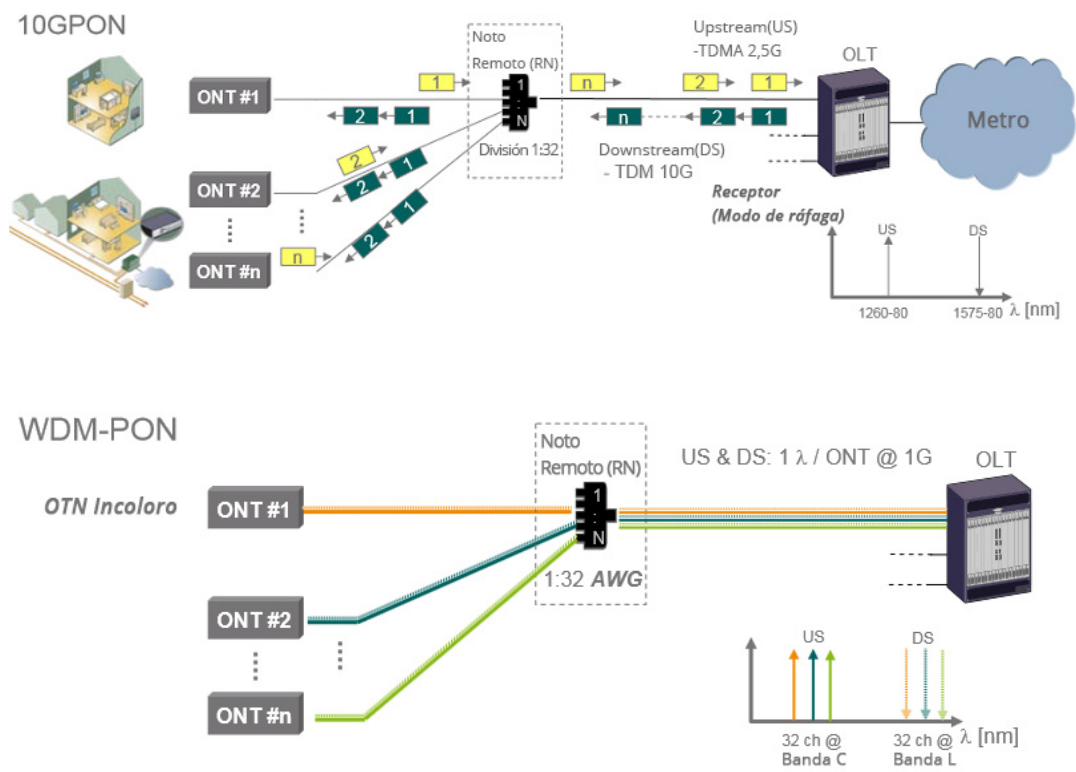 10GPON
Noto
Remoto (RN)
Upstream(US)
-TDMA 2,5G
OLT
ONT #1
1
1
N
n
2
1
Metro
2
1
n
2
1
División 1:32
Downstream(DS)
- TDM 10G
2
2
1
ONT #2
Receptor
(Modo de ráfaga)
1
2
US
DS
n
ONT #n
1260-80
1575-80
λ [nm]
WDM-PON
Noto
Remoto (RN)
US & DS: 1 λ / ONT @ 1G
OLT
OTN Incoloro
ONT #1
1
N
1:32 AWG
ONT #2
US
DS
ONT #n
λ [nm]
32 ch @
Banda C
32 ch @
Banda L